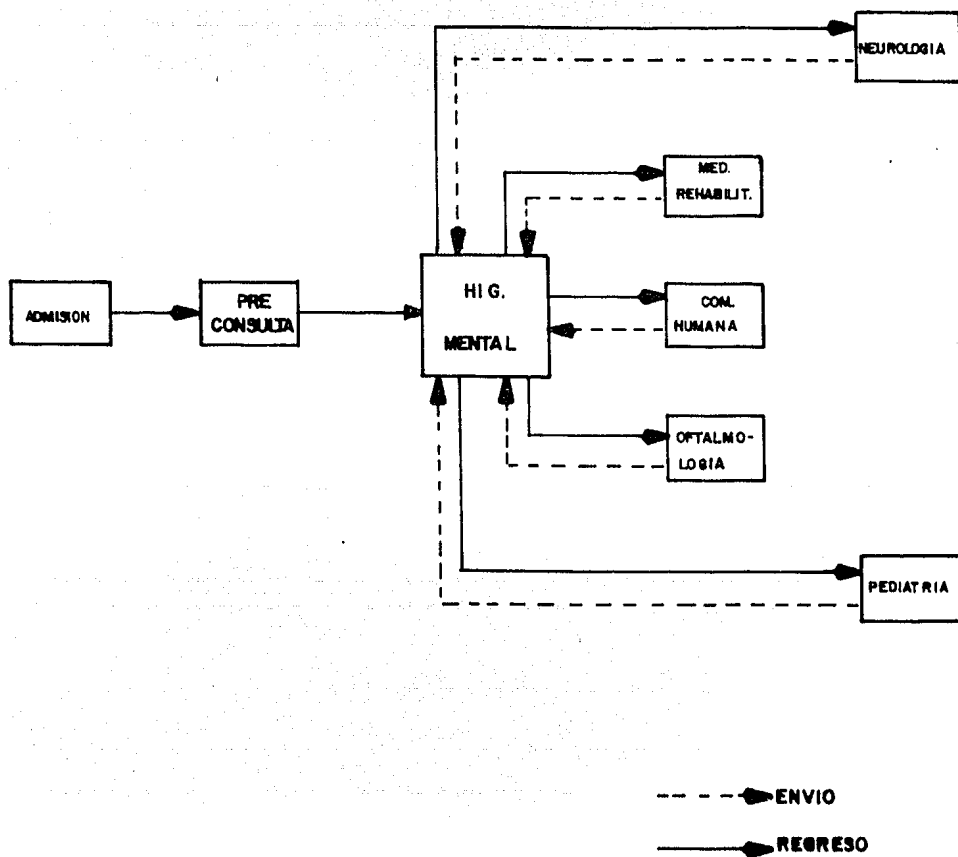 NEUROLOGIA
MED.
REHABILIT.
ADMISION
PRE
CONSULTA
HIG.
MENTAL
COM.
HUMANA
OFTALMO-
LOGIA
PEDIATRIA
ENVIO
REGRESO